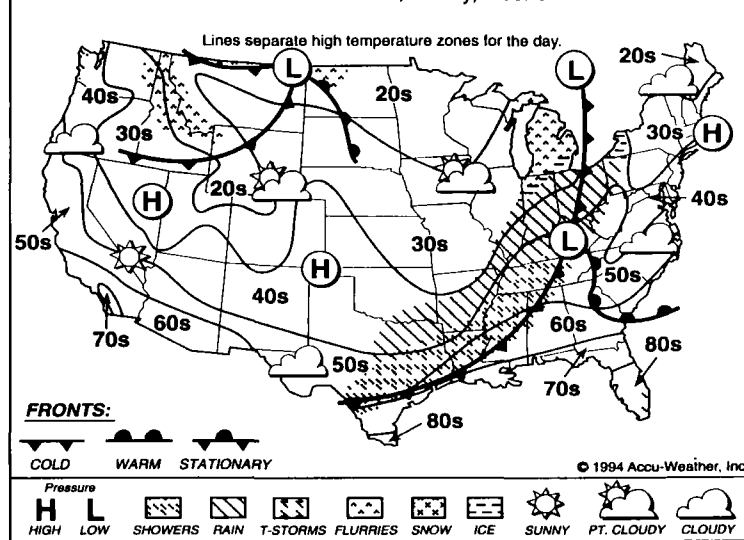 Lines separate high temperature zones for the day.
L
L
20s
40s
20s
30s
30s
H
20s
H
40s
50s
L
30s
H
50s
40s
60s
60s
70s
80s
50s
70s
80s
FRONTS:
COLD WARM STATIONARY
© 1994 Accu-Weather, Inc
Pressure
H L
HIGH LOW SHOWERS RAIN T-STORMS FLURRIES SNOW ICE SUNNY PT. CLOUDY CLOUDY